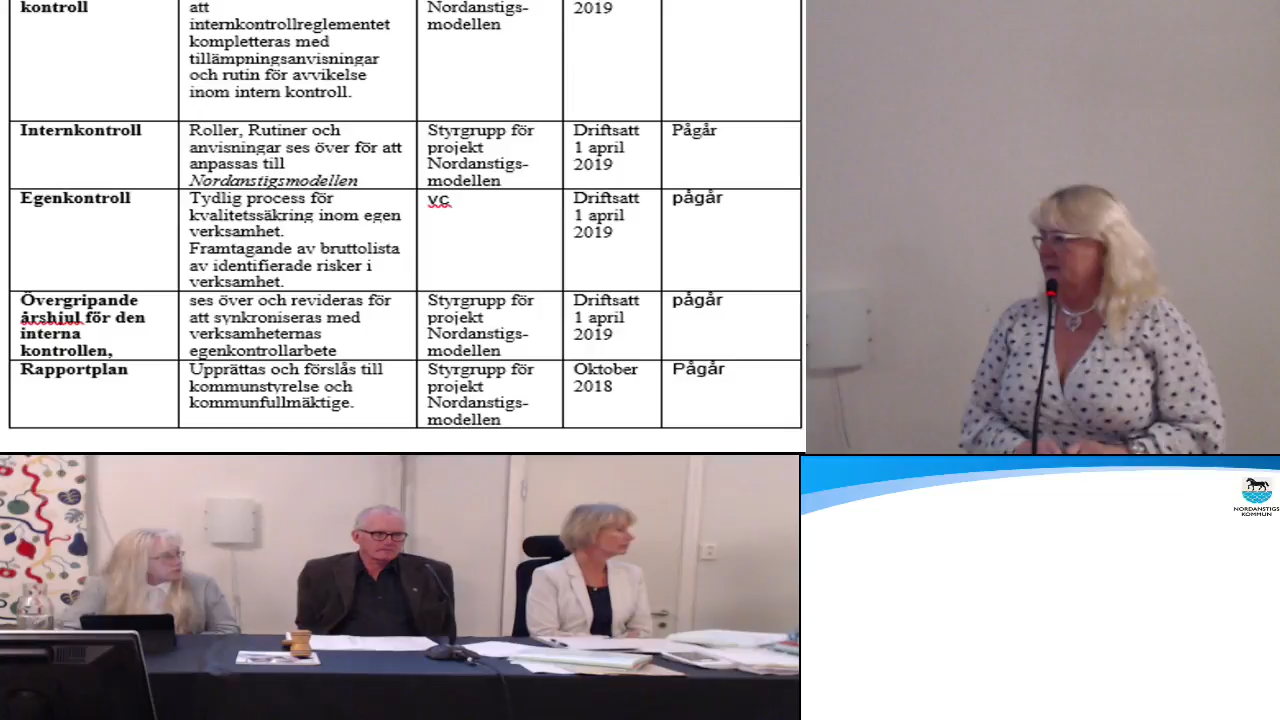 kontroll
att
internkontrollreglementet
kompletteras med
tillämpningsanvisningar
och rutin för avvikelse
inom intern kontroll.
Nordanstigs-
modellen
2019
Internkontroll
Roller, Rutiner och
anvisningar ses över för att
anpassas till
Nordanstigsmodellen
Styrgrupp för
projekt
Nordanstigs-
modellen
Driftsatt
1 april
2019
Pågår
Egenkontroll
Tydlig process för
kvalitetssäkring inom egen
verksamhet.
Framtagande av bruttolista
av identifierade risker i
verksamhet.
vc
Driftsatt
1 april
2019
pågår
Övergripande
årshjul för den
interna
kontrollen,
ses över och revideras för
att synkroniseras med
verksamheternas
egenkontrollarbete
Styrgrupp för
projekt
Nordanstigs-
modellen
Driftsatt
1 april
2019
pågår
Rapportplan
Upprättas och förslås till
kommunstyrelse och
kommunfullmäktige.
Styrgrupp för
projekt
Nordanstigs-
modellen
Oktober
2018
Pågår
NORDANSTIGS
KOMMUN